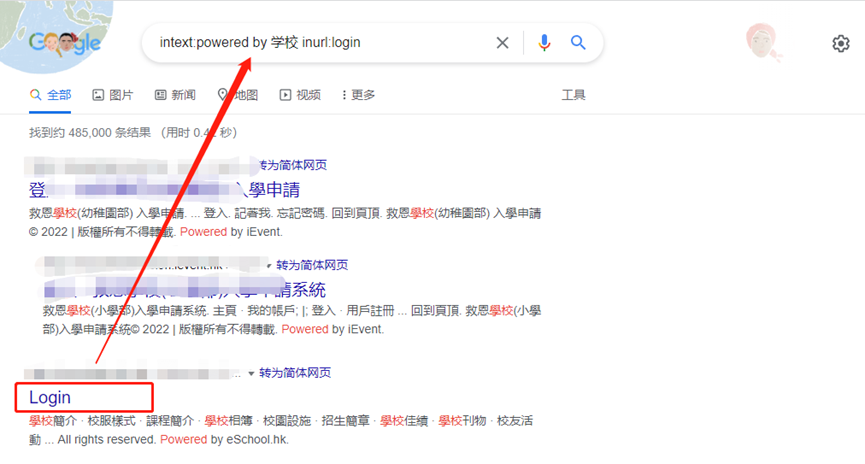 Google
intext:powered by 学校 inurl:login
全部 图片 新闻 地图 视频 更多 工具
找到约 485,000 条结果 （用时 0.42 秒）
转为简体网页
登 入學申請
救恩學校(幼稚園部) 入學申請. ... 登入. 記著我. 忘記密碼. 回到頁頂. 救恩學校(幼稚園部) 入學申請
© 2022 | 版權所有不得轉載. Powered by iEvent.
转为简体网页
入學申請系統
救恩學校(小學部)入學申請系統. 主頁 · 我的帳戶; |; 登入 · 用戶註冊 ... 回到頁頂. 救恩學校(小學
部)入學申請系統© 2022 | 版權所有不得轉載. Powered by iEvent.
... 转为简体网页
Login
學校簡介 · 校服樣式 · 課程簡介 · 學校相簿 · 校園設施 · 招生簡章 · 學校佳績 · 學校刊物 · 校友活
動 ... All rights reserved. Powered by eSchool.hk.